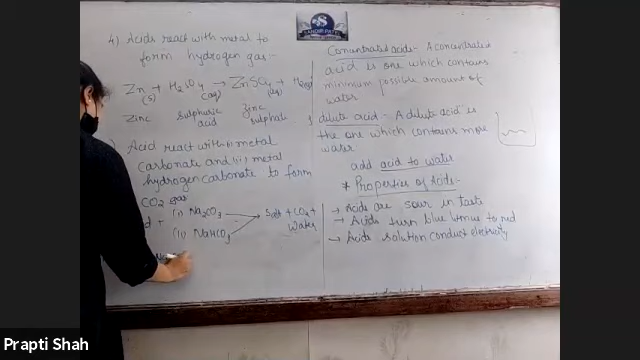 SANDIP PATEL
4) Acids react with metal to
form hydrogen gas:-
Zn(s) + H2SO4(aq) → ZnSO4(aq) + H2
Zinc sulphuric acid zinc sulphate
Acid react with (i) metal
carbonate and (ii) metal
hydrogen carbonate to form
CO2 gas
d + (i) Na2CO3
(ii) NaHCO3
→ Salt + CO2 +
Water
Concentrated acids:- A concentrated
acid is one which contains
minimum possible amount of
water
dilute acid:- A dilute acid is
the one which contains more
water
add acid to water
* Properties of Acids:-
→ Acids are sour in taste
→ Acids turn blue litmus to red
→ Acids solution conduct electricity
Prapti Shah